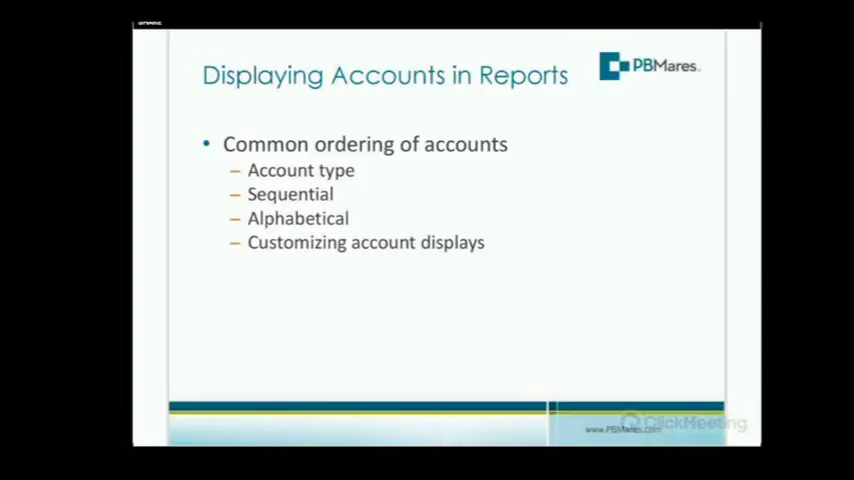 Displaying Accounts in Reports
PBMares
• Common ordering of accounts
– Account type
– Sequential
– Alphabetical
– Customizing account displays
www.PBMares.com
ClickMeeting